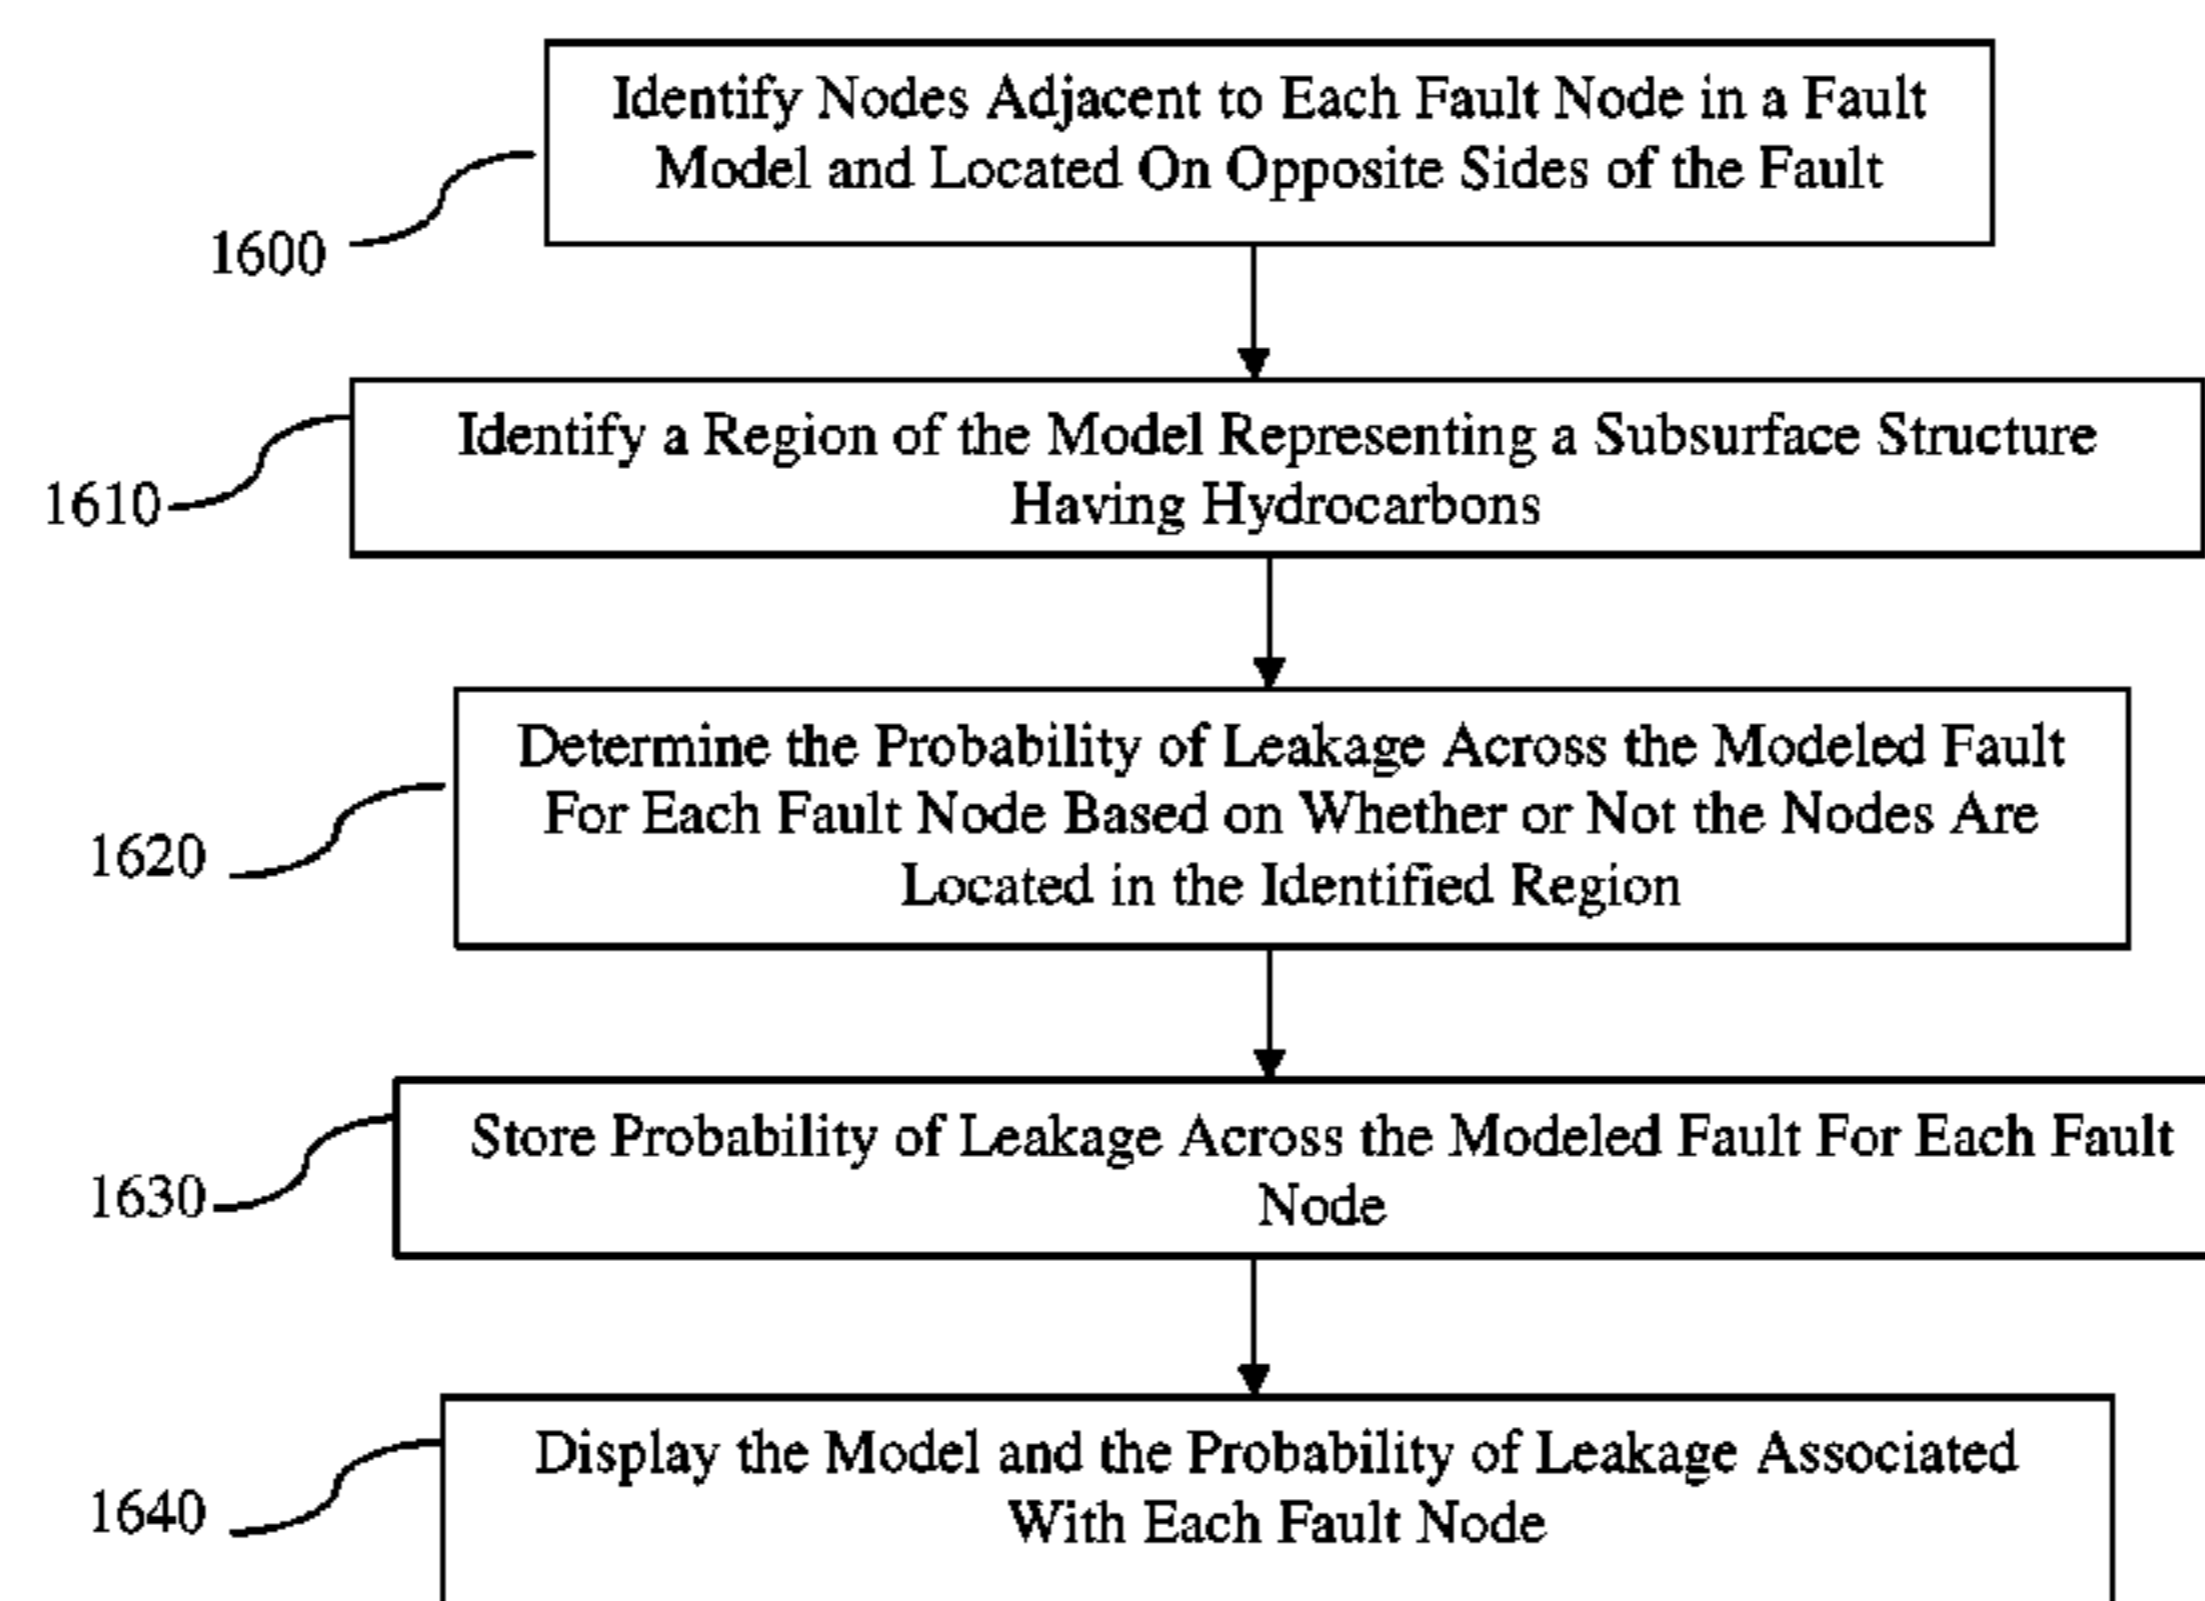 Identify Nodes Adjacent to Each Fault Node in a Fault
Model and Located On Opposite Sides of the Fault
1600
Identify a Region of the Model Representing a Subsurface Structure
Having Hydrocarbons
1610
Determine the Probability of Leakage Across the Modeled Fault
For Each Fault Node Based on Whether or Not the Nodes Are
Located in the Identified Region
1620
Store Probability of Leakage Across the Modeled Fault For Each Fault
Node
1630
Display the Model and the Probability of Leakage Associated
With Each Fault Node
1640